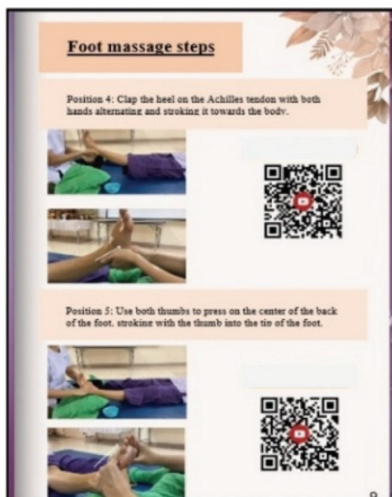 Foot massage steps
Position 4: Clap the heel on the Achilles tendon with both
hands alternating and stroking it towards the body.
Position 5: Use both thumbs to press on the center of the back
of the foot, stroking with the thumb into the tip of the foot.